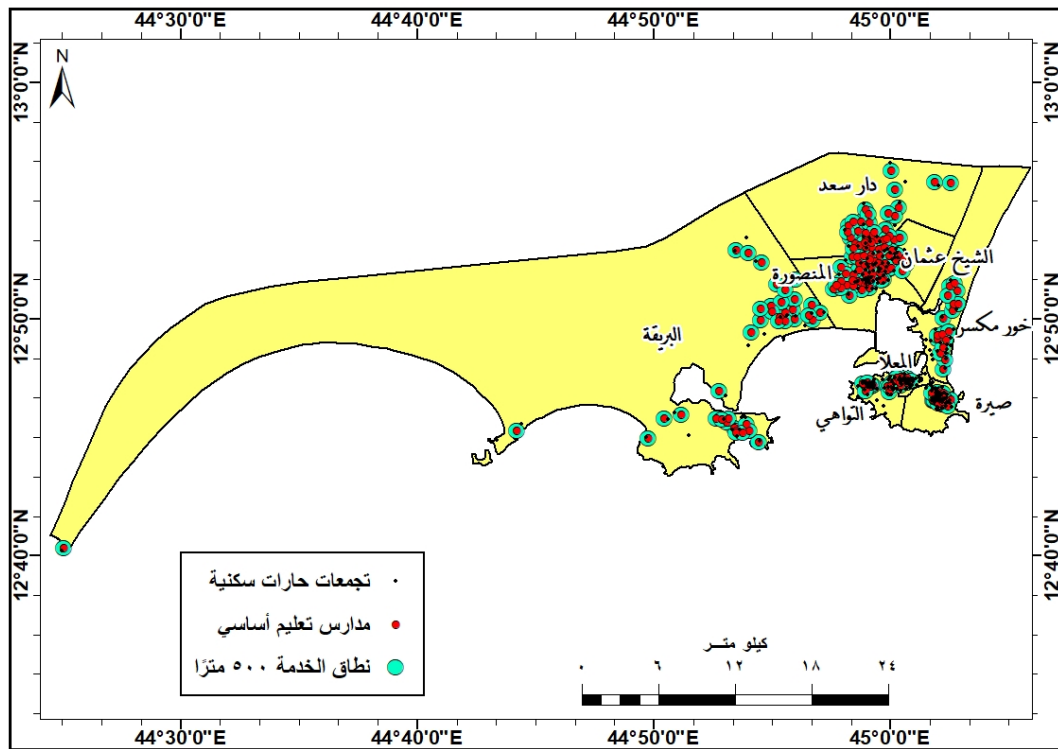 44°30'0"E 44°40'0"E 44°50'0"E 45°0'0"E
N
13°0'0"N
13°0'0"N
دار سعد
الشيخ عثمان
المنصورة
12°50'0"N
12°50'0"N
خور مكسر
البريقة
المعلا
صيرة
التواهي
12°40'0"N
12°40'0"N
تجمعات حارات سكنية
مدارس تعليم أساسي
نطاق الخدمة ٥٠٠ مترًا
كيلو متـــر
٠ ٦ ١٢ ١٨ ٢٤
44°30'0"E 44°40'0"E 44°50'0"E 45°0'0"E